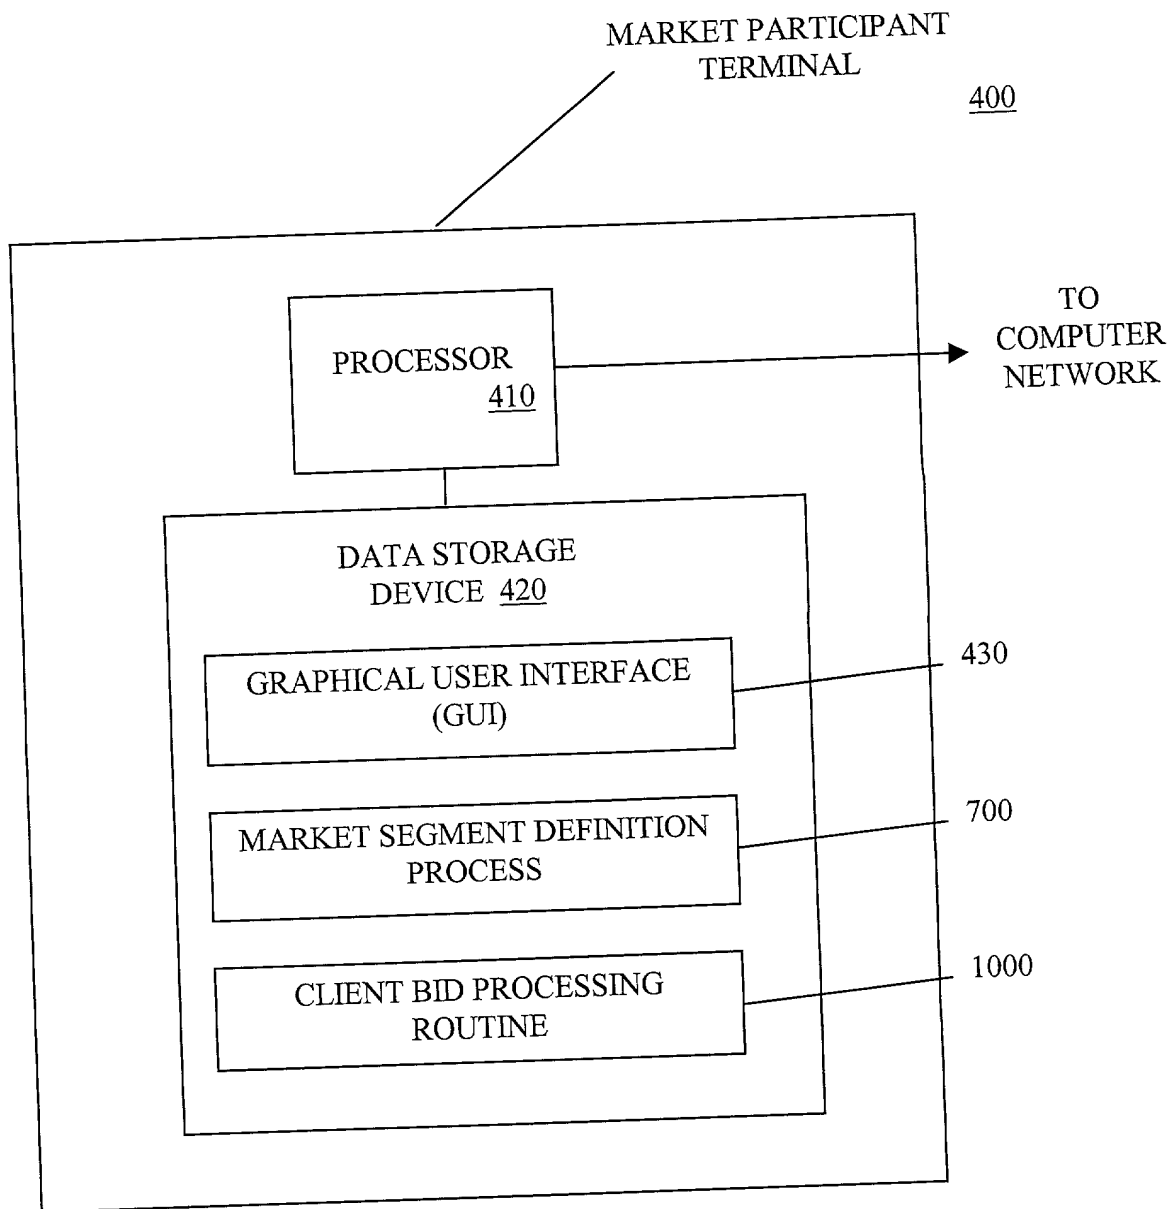 MARKET PARTICIPANT
TERMINAL
400
PROCESSOR
410
TO
COMPUTER
NETWORK
DATA STORAGE
DEVICE 420
GRAPHICAL USER INTERFACE
(GUI)
430
MARKET SEGMENT DEFINITION
PROCESS
700
CLIENT BID PROCESSING
ROUTINE
1000